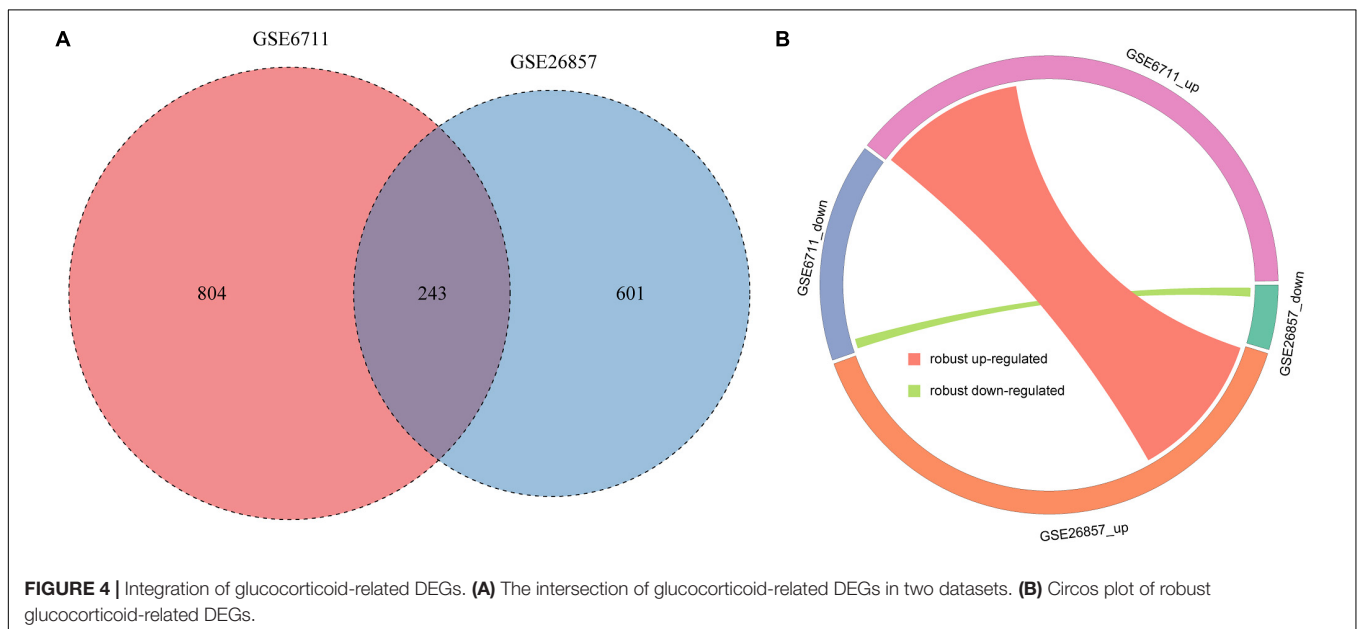 A
GSE6711
GSE26857
804
243
601
B
GSE6711_up
GSE6711_down
GSE26857_down
robust up-regulated
robust down-regulated
GSE26857_up
FIGURE 4 | Integration of glucocorticoid-related DEGs. (A) The intersection of glucocorticoid-related DEGs in two datasets. (B) Circos plot of robust
glucocorticoid-related DEGs.